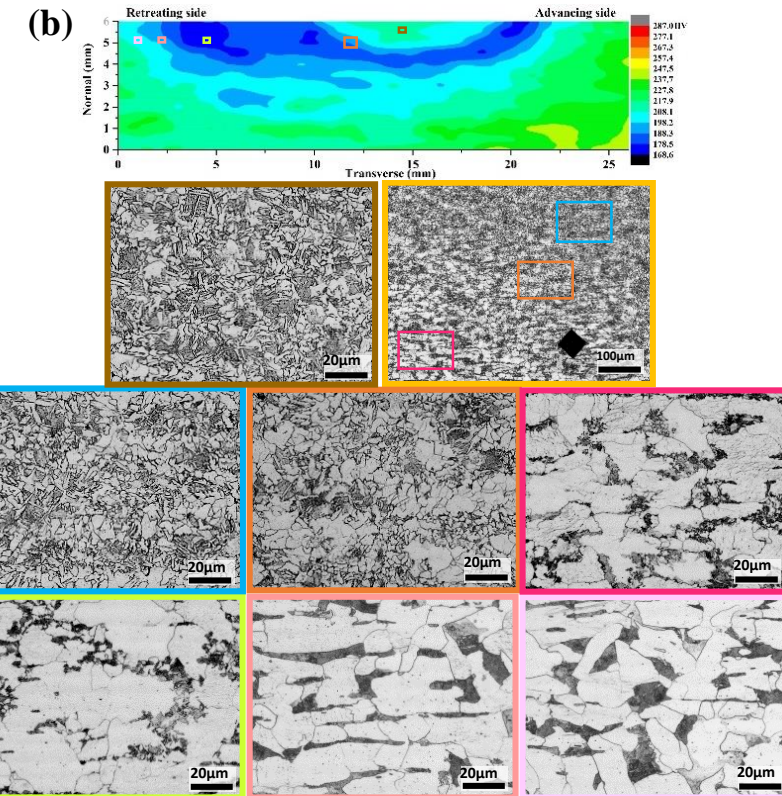 (b)
Retreating side
Advancing side
Normal (mm)
6
5
4
3
2
1
0
0 5 10 15 20 25
Transverse (mm)
287.0HV
277.1
267.3
257.4
247.5
237.7
227.8
217.9
208.1
198.2
188.3
178.5
168.6
20μm
100μm
20μm
20μm
20μm
20μm
20μm
20μm